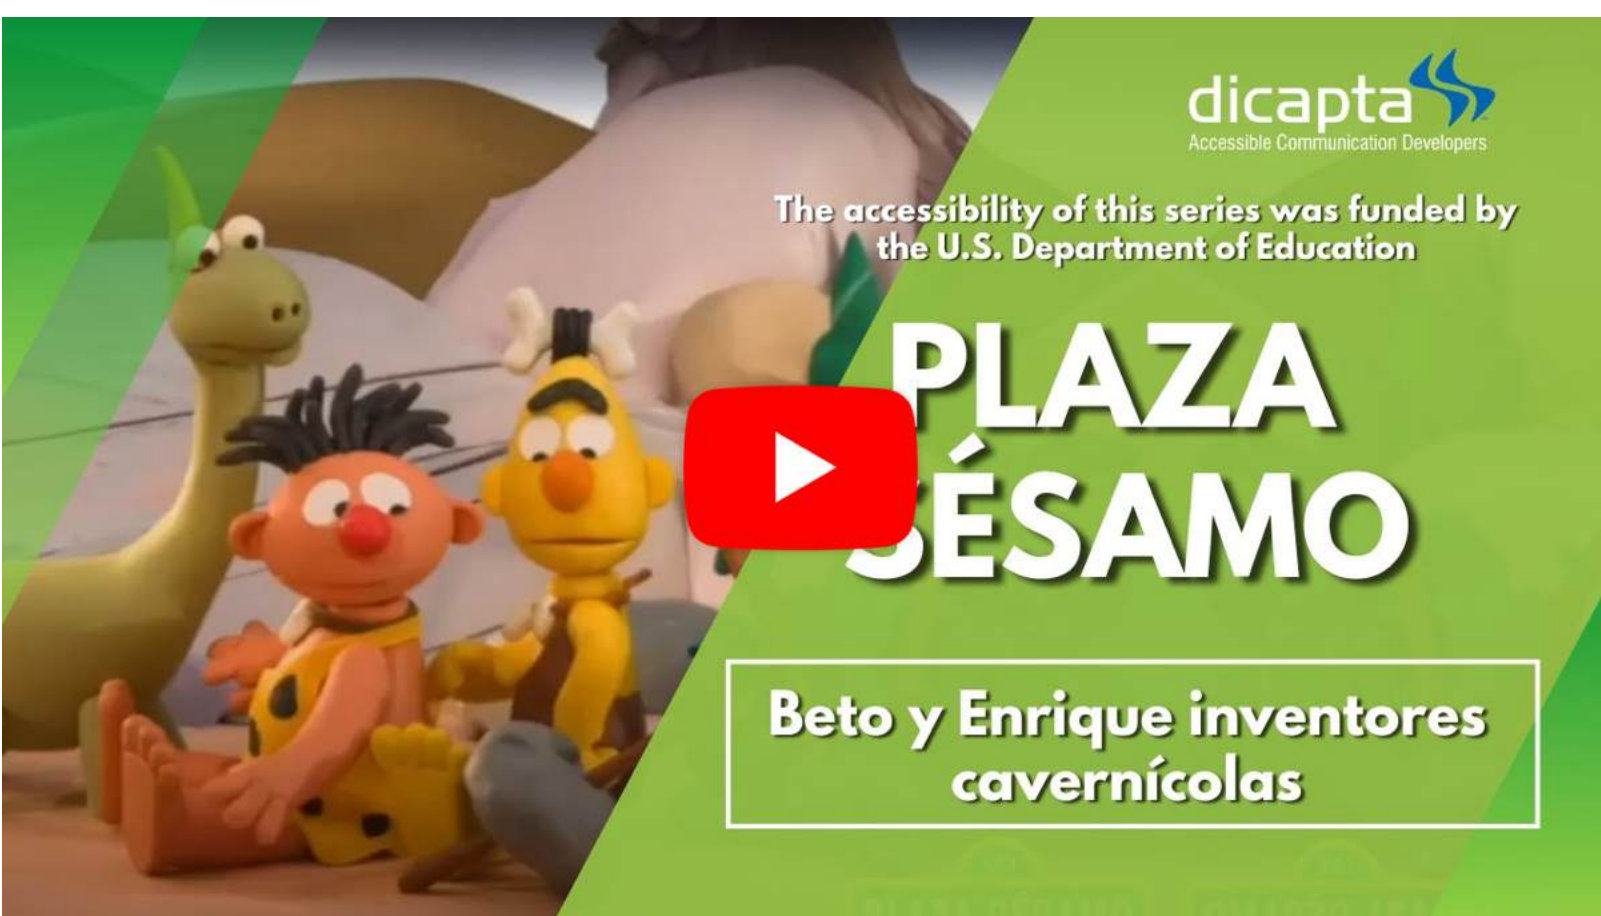 dicapta
Accessible Communication Developers
The accessibility of this series was funded by
the U.S. Department of Education
PLAZA
SÉSAMO
Beto y Enrique inventores
cavernícolas